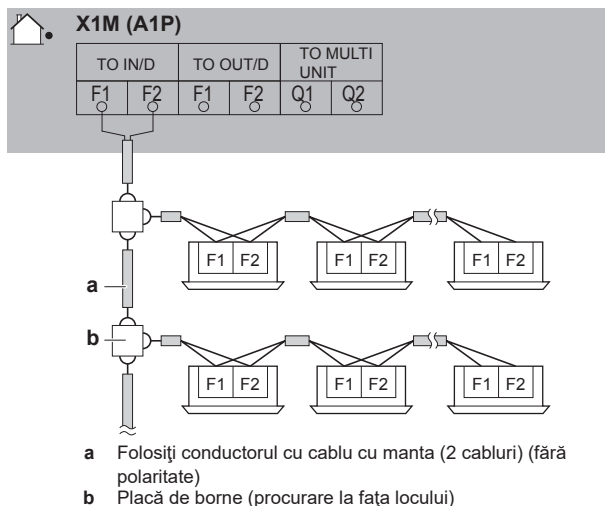 X1M (A1P)
TO IN/D TO OUT/D TO MULTI UNIT
F1 F2 F1 F2 Q1 Q2
F1 F2 F1 F2 F1 F2
a
b
F1 F2 F1 F2 F1 F2
a Folosiţi conductorul cu cablu cu manta (2 cabluri) (fără
polaritate)
b Placă de borne (procurare la faţa locului)